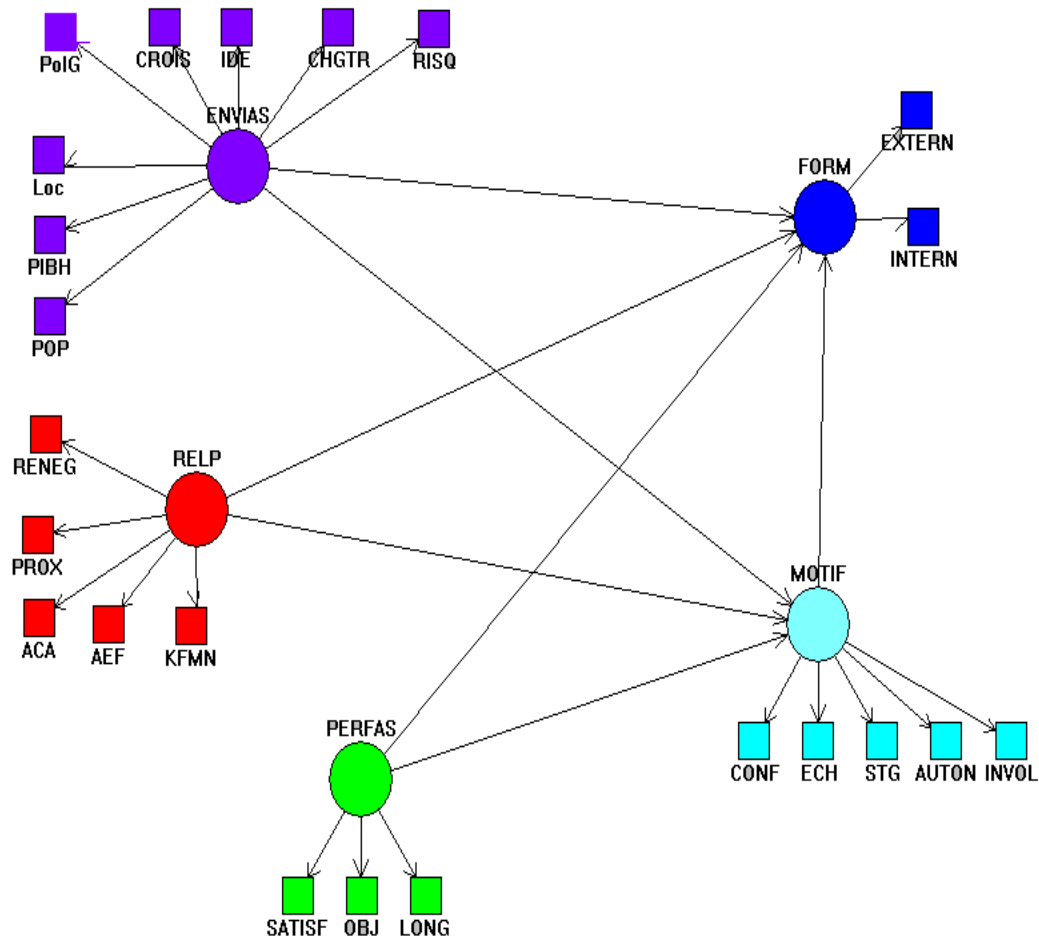 PolG
CROIS
IDE
CHGTR
RISQ
ENVIAS
EXTERN
FORM
Loc
INTERN
PIBH
POP
RENEG
RELP
PROX
MOTIF
ACA
AEF
KFMN
PERFAS
CONF
ECH
STG
AUTON
INVOL
SATISF
OBJ
LONG